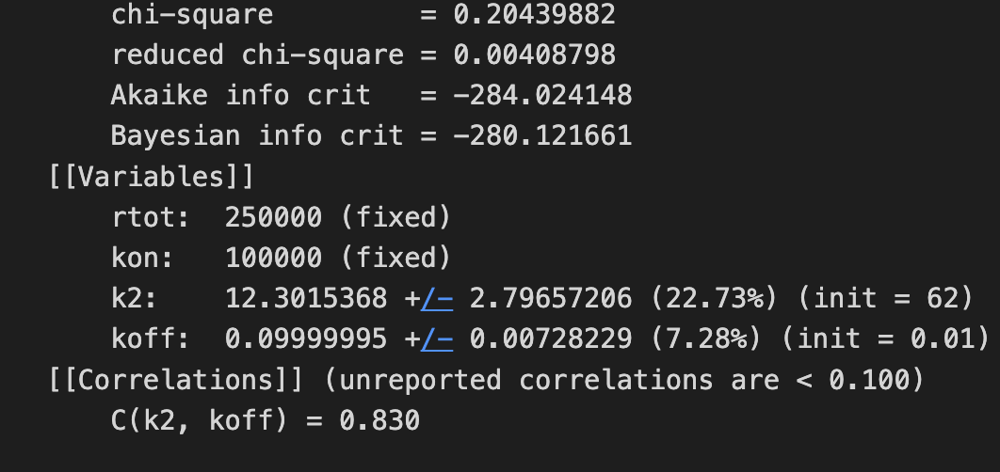 chi-square = 0.20439882
reduced chi-square = 0.00408798
Akaike info crit = -284.024148
Bayesian info crit = -280.121661
[[Variables]]
rtot: 250000 (fixed)
kon: 100000 (fixed)
k2: 12.3015368 +/- 2.79657206 (22.73%) (init = 62)
koff: 0.09999995 +/- 0.00728229 (7.28%) (init = 0.01)
[[Correlations]] (unreported correlations are < 0.100)
C(k2, koff) = 0.830